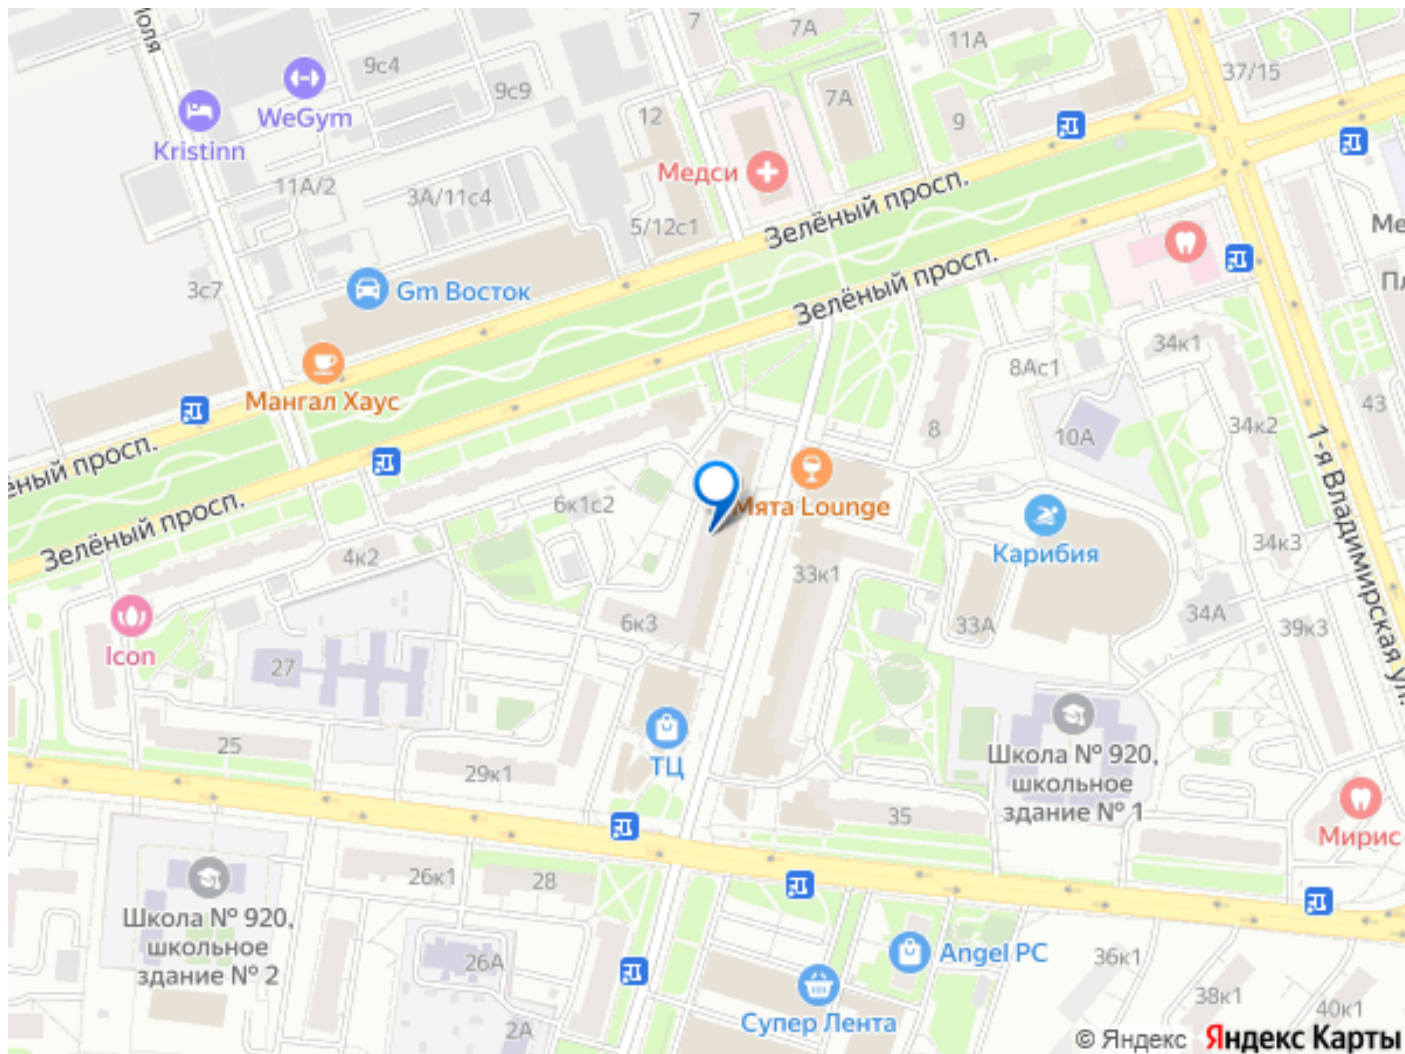 поля
7
7А
11А
37/15
9с4
WeGym
9с9
Kristinn
12
7А
9
Медси
11А/2
3А/11с4
5/12с1
Зелёный просп.
Ме
3с7
Gm Восток
Зелёный просп.
Пл
34к1
8Ас1
Мангал Хаус
43
8
10А
34к2
еный просп.
1-я Владимирская ул.
Зелёный просп.
6к1с2
Мята Lounge
Карибия
34к3
4к2
33к1
34А
6к3
33А
39к3
Icon
27
25
29к1
ТЦ
Школа № 920,
школьное
здание № 1
35
Мирис
26к1
28
Школа № 920,
школьное
здание № 2
26А
Angel PC
36к1
38к1
40к1
2А
Супер Лента
© Яндекс Яндекс Карты